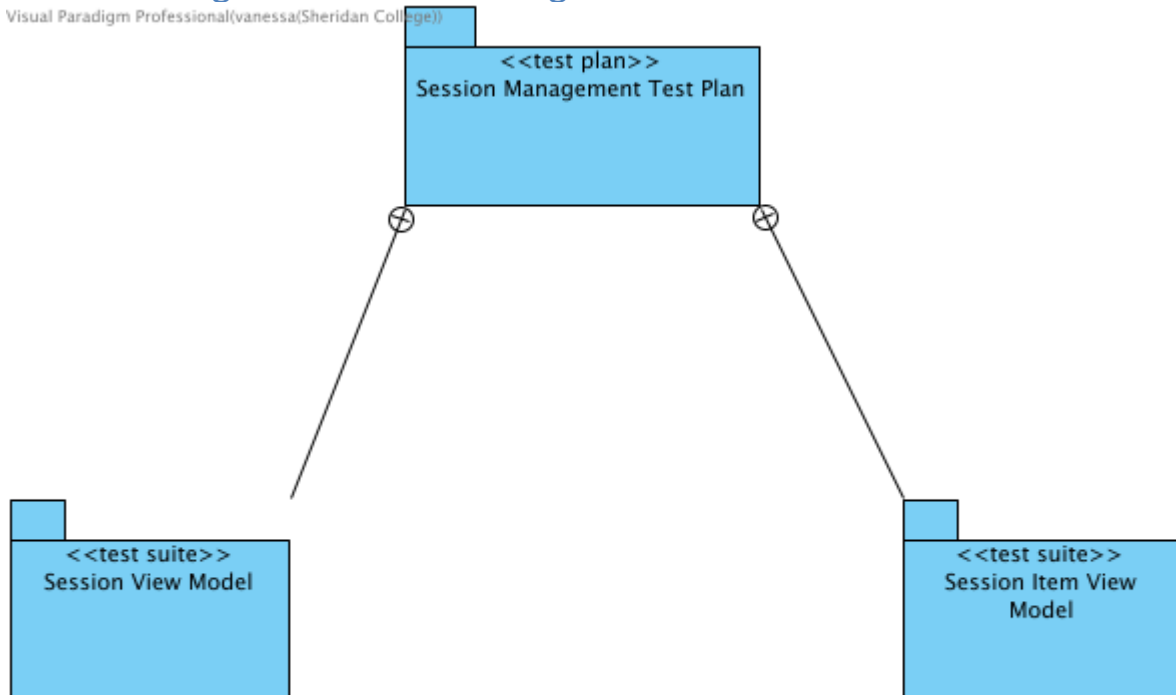 Visual Paradigm Professional(vanessa(Sheridan College))
<<test plan>>
Session Management Test Plan
<<test suite>>
Session View Model
<<test suite>>
Session Item View
Model